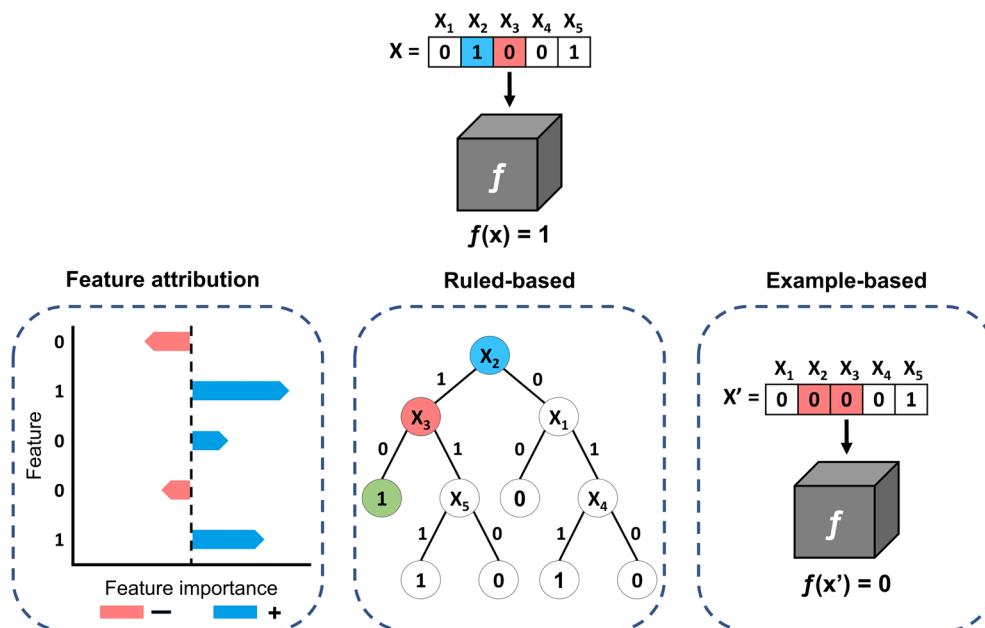 X₁ X₂ X₃ X₄ X₅
X = 0 1 0 0 1
f
f(x) = 1
Feature attribution
Ruled-based
Example-based
0
1
0
0
1
Feature
Feature importance
− +
X₂
1 0
X₃ X₁
0 1 0 1
1 X₅ 0 X₄
1 0 1 0
1 0 1 0
X₁ X₂ X₃ X₄ X₅
X' = 0 0 0 0 1
f
f(x') = 0